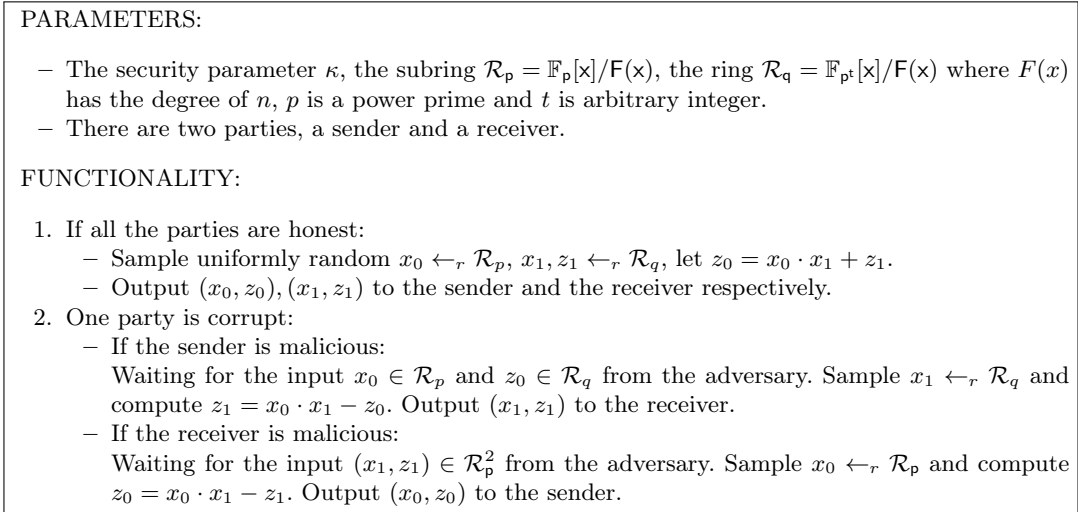 PARAMETERS:
– The security parameter κ, the subring R_p = F_p[x]/F(x), the ring R_q = F_{p^t}[x]/F(x) where F(x)
has the degree of n, p is a power prime and t is arbitrary integer.
– There are two parties, a sender and a receiver.
FUNCTIONALITY:
1. If all the parties are honest:
– Sample uniformly random x_0 ←_r R_p, x_1, z_1 ←_r R_q, let z_0 = x_0 · x_1 + z_1.
– Output (x_0, z_0), (x_1, z_1) to the sender and the receiver respectively.
2. One party is corrupt:
– If the sender is malicious:
Waiting for the input x_0 ∈ R_p and z_0 ∈ R_q from the adversary. Sample x_1 ←_r R_q and
compute z_1 = x_0 · x_1 − z_0. Output (x_1, z_1) to the receiver.
– If the receiver is malicious:
Waiting for the input (x_1, z_1) ∈ R_p^2 from the adversary. Sample x_0 ←_r R_p and compute
z_0 = x_0 · x_1 − z_1. Output (x_0, z_0) to the sender.